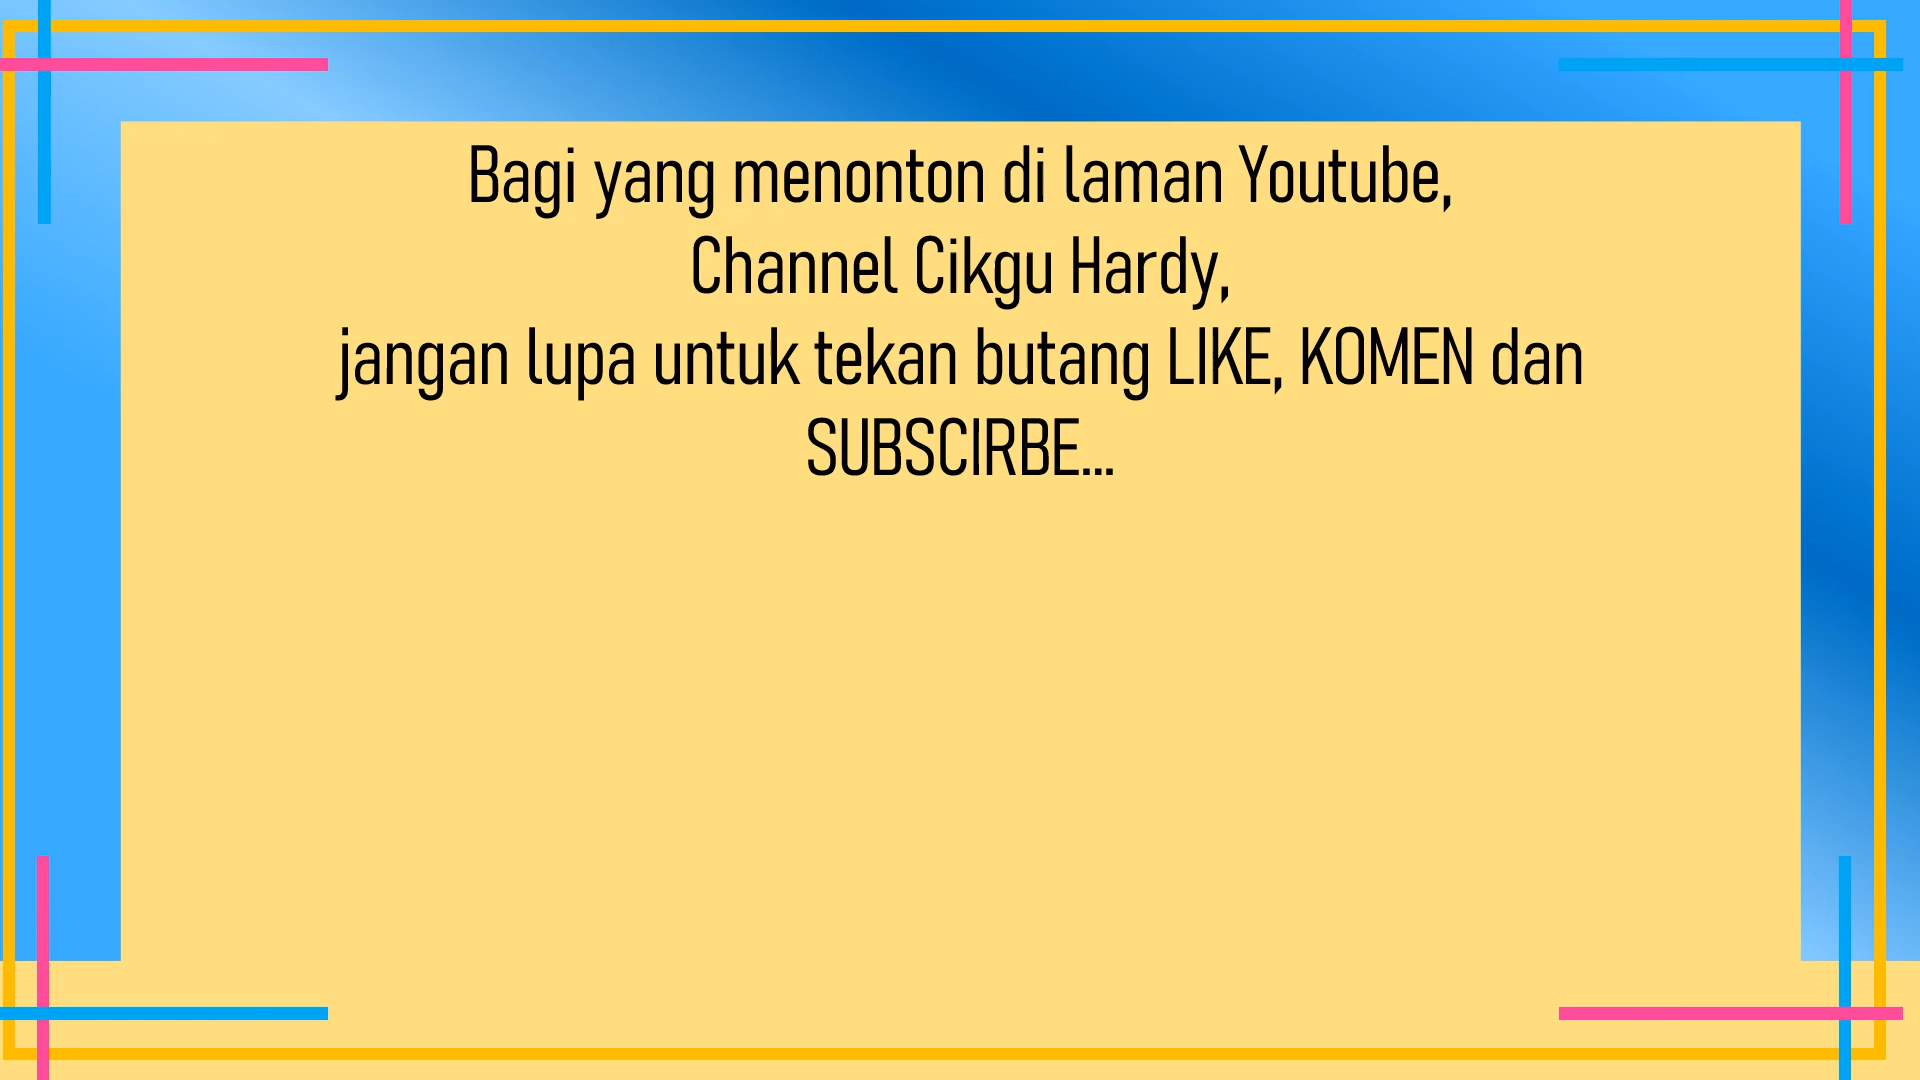 Bagi yang menonton di laman Youtube,
Channel Cikgu Hardy,
jangan lupa untuk tekan butang LIKE, KOMEN dan
SUBSCIRBE...